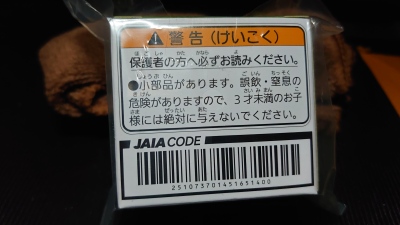 ⚠警告（けいこく）
保護者の方へ必ずお読みください。
●小部品があります。誤飲・窒息の
危険がありますので、3才未満のお子
様には絶対に与えないでください。
JAIA CODE
251073701451651400